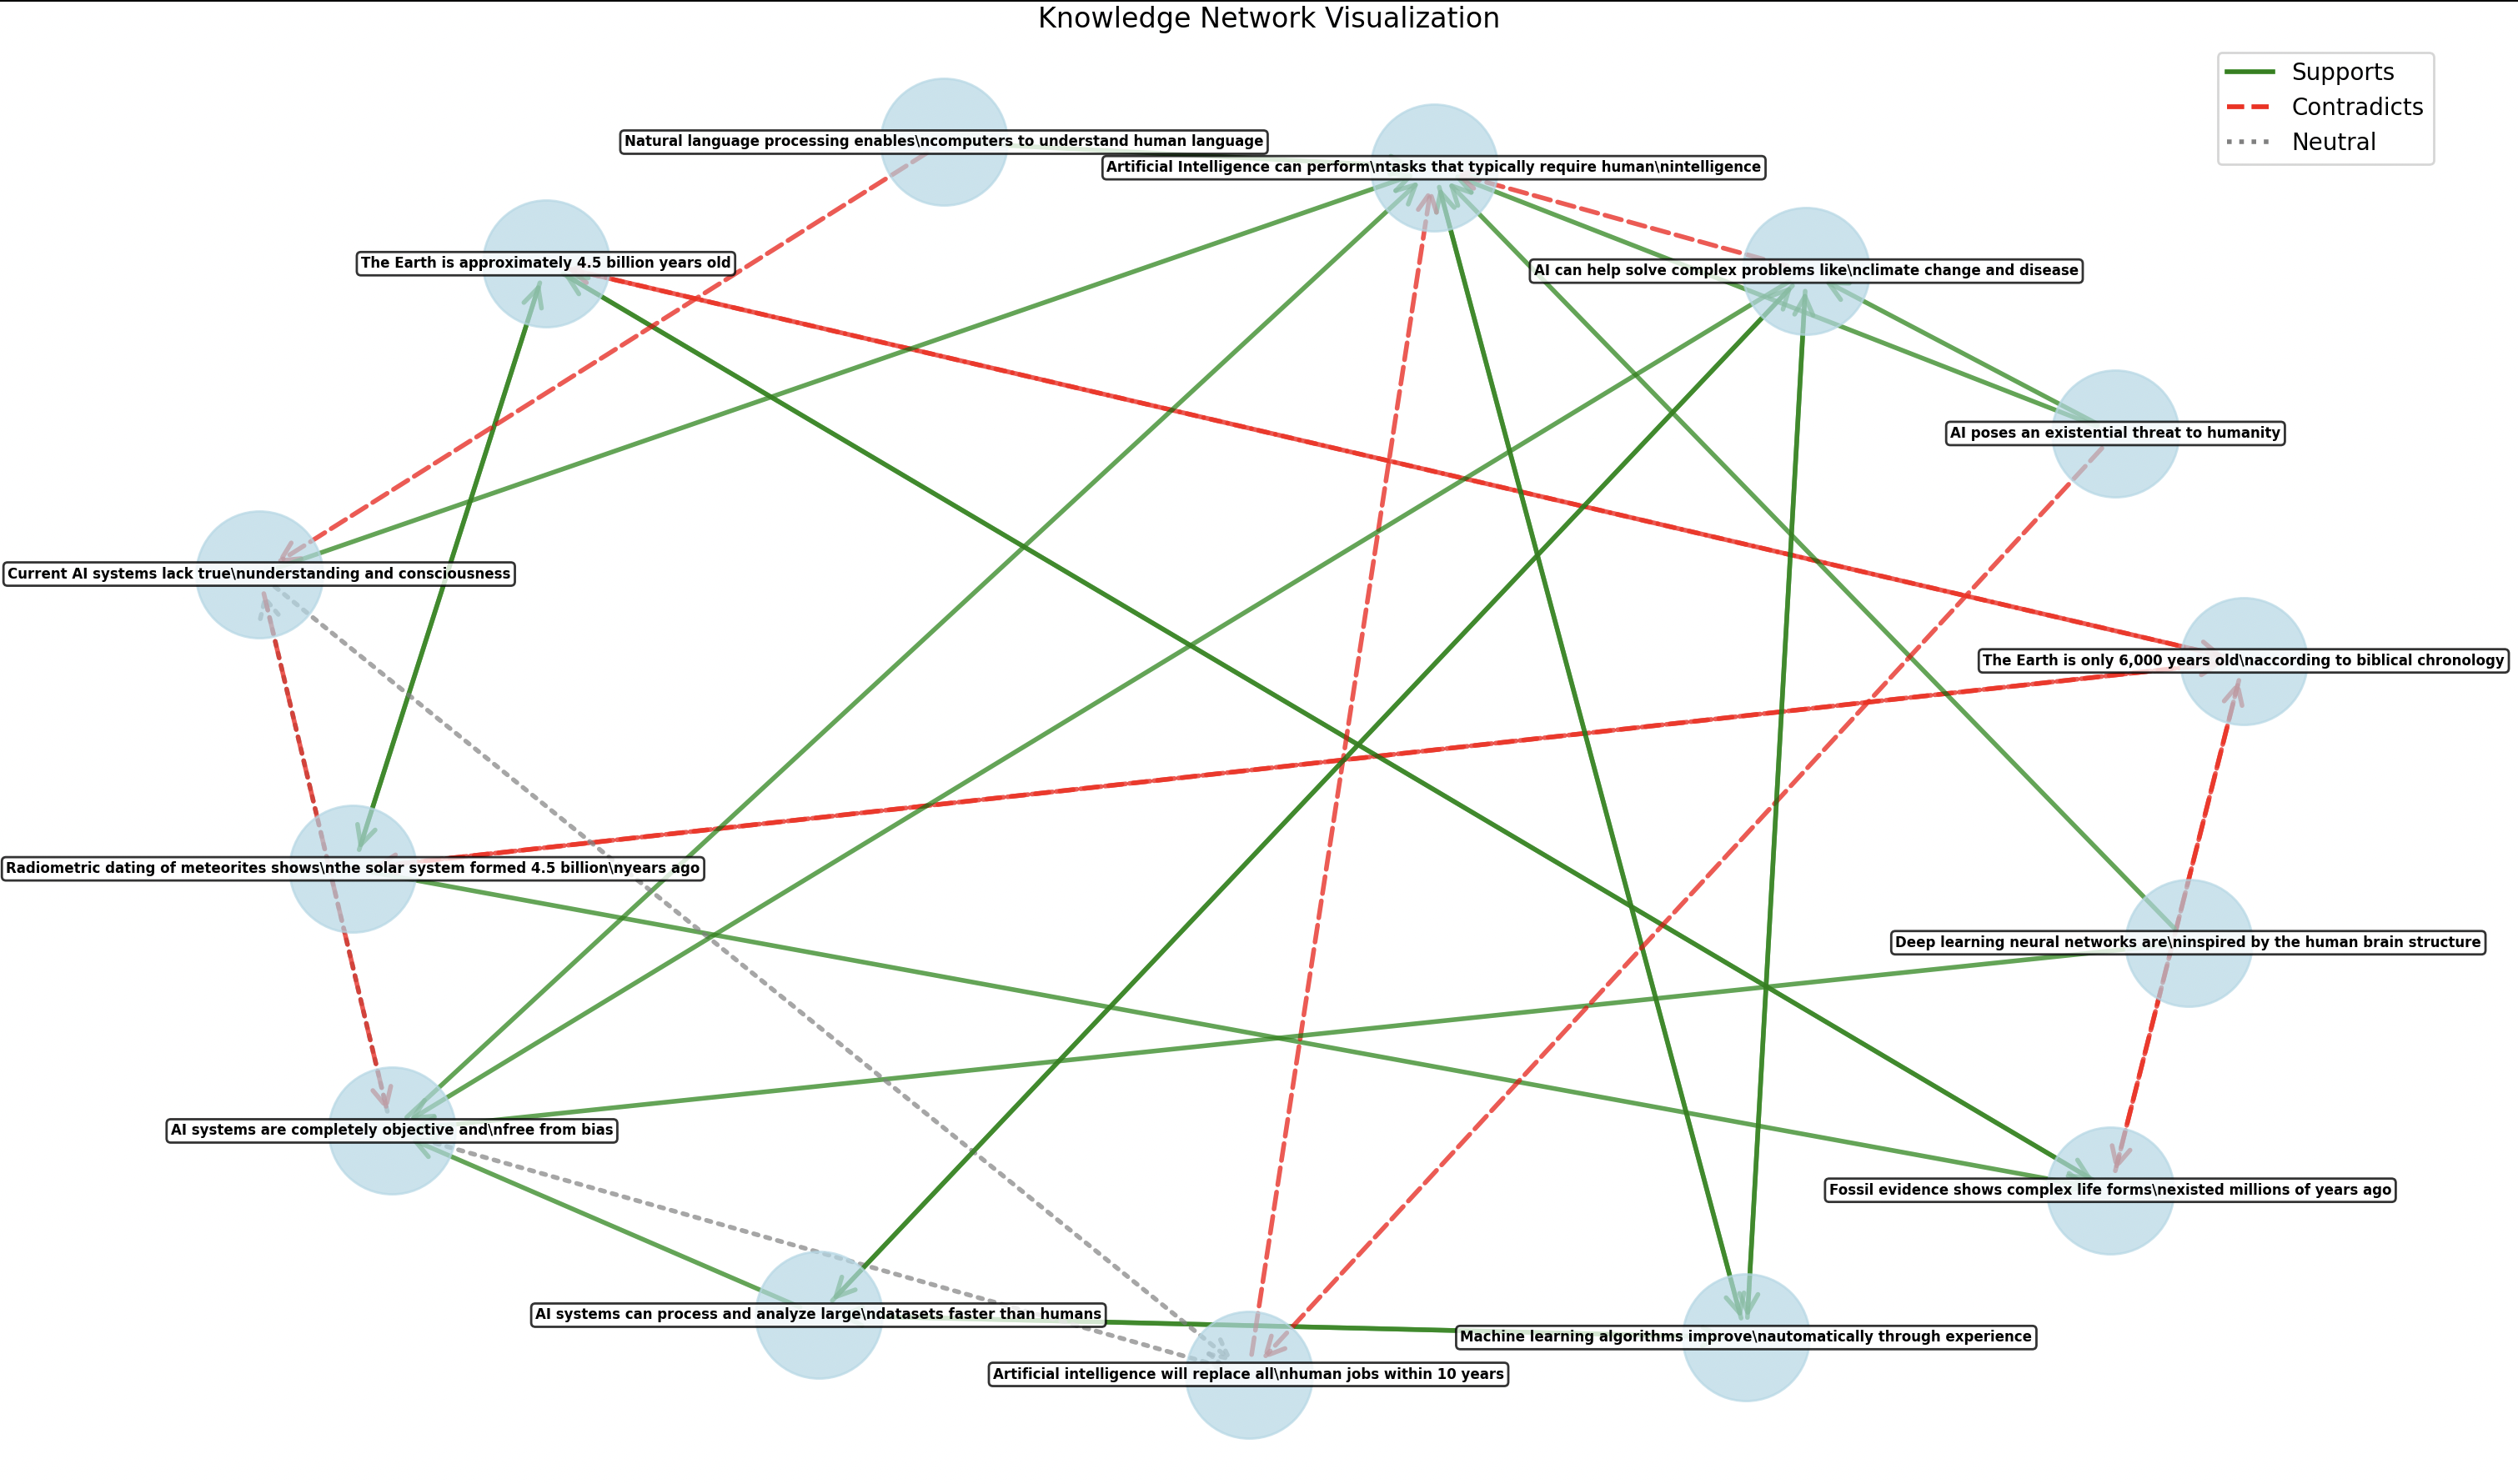 Knowledge Network Visualization
Supports
Contradicts
Neutral
Natural language processing enables\ncomputers to understand human language
Artificial Intelligence can perform\ntasks that typically require human\nintelligence
The Earth is approximately 4.5 billion years old
AI can help solve complex problems like\nclimate change and disease
AI poses an existential threat to humanity
Current AI systems lack true\nunderstanding and consciousness
The Earth is only 6,000 years old\naccording to biblical chronology
Radiometric dating of meteorites shows\nthe solar system formed 4.5 billion\nyears ago
Deep learning neural networks are\ninspired by the human brain structure
AI systems are completely objective and\nfree from bias
Fossil evidence shows complex life forms\nexisted millions of years ago
AI systems can process and analyze large\ndatasets faster than humans
Machine learning algorithms improve\nautomatically through experience
Artificial intelligence will replace all\nhuman jobs within 10 years